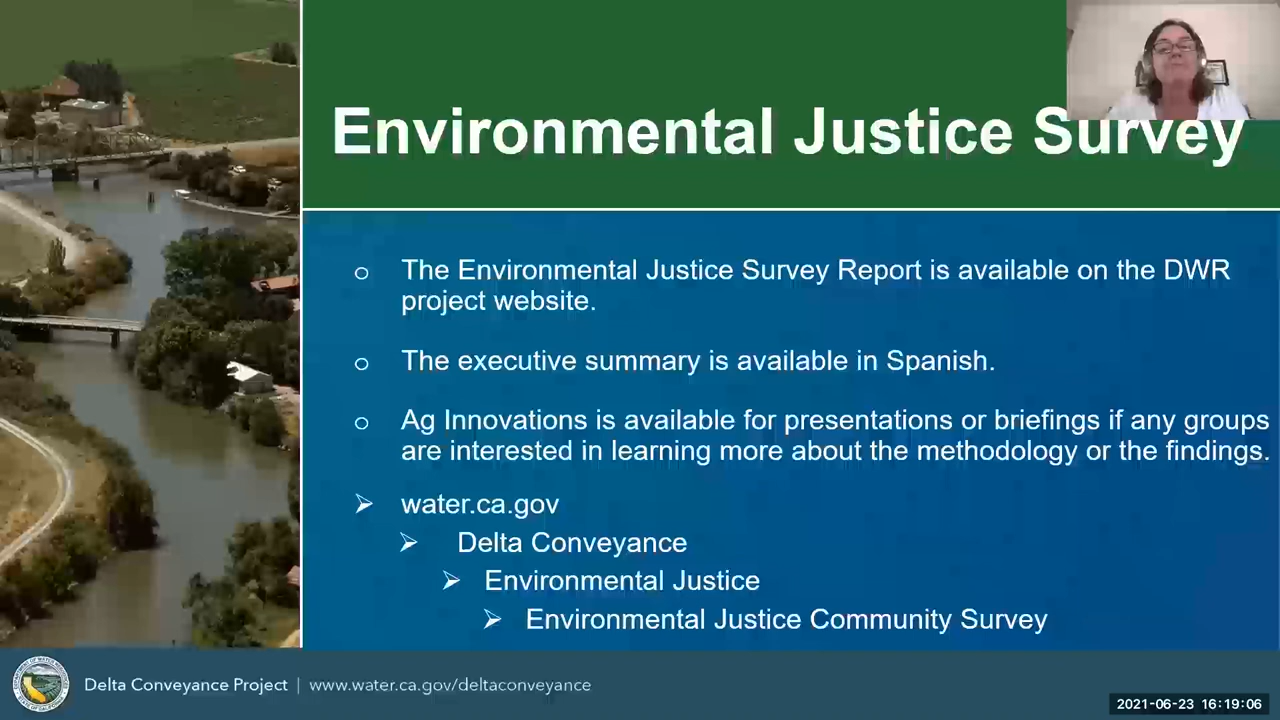 Environmental Justice Survey
o The Environmental Justice Survey Report is available on the DWR
project website.
o The executive summary is available in Spanish.
o Ag Innovations is available for presentations or briefings if any groups
are interested in learning more about the methodology or the findings.
➢ water.ca.gov
➢ Delta Conveyance
➢ Environmental Justice
➢ Environmental Justice Community Survey
Delta Conveyance Project | www.water.ca.gov/deltaconveyance
2021-06-23 16:19:06